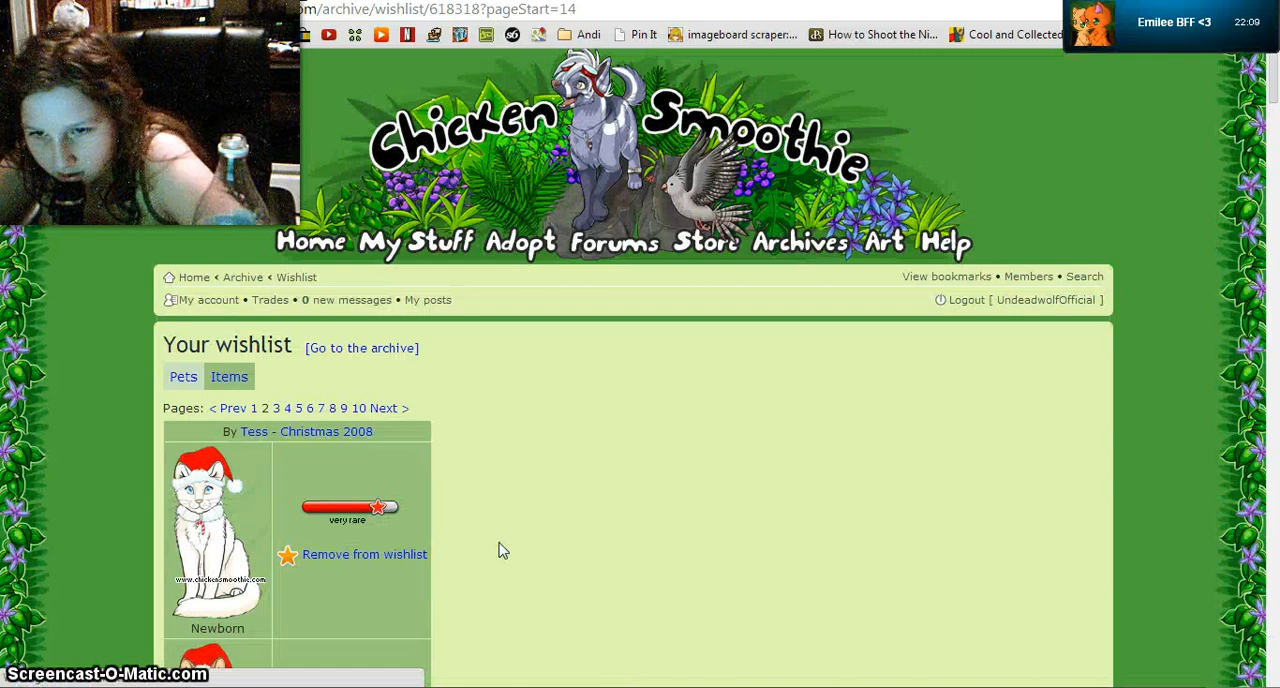 om/archive/wishlist/618318?pageStart=14
Andi
Pin It
imageboard scraper:...
How to Shoot the Ni...
Cool and Collected
Emilee BFF <3
22:09
Chicken Smoothie
Home My Stuff Adopt Forums Store Archives Art Help
Home ‹ Archive ‹ Wishlist
View bookmarks • Members • Search
My account • Trades • 0 new messages • My posts
Logout [ UndeadwolfOfficial ]
Your wishlist [Go to the archive]
Pets Items
Pages: < Prev 1 2 3 4 5 6 7 8 9 10 Next >
By Tess - Christmas 2008
very rare
Remove from wishlist
www.chickensmoothie.com
Newborn
Screencast-O-Matic.com